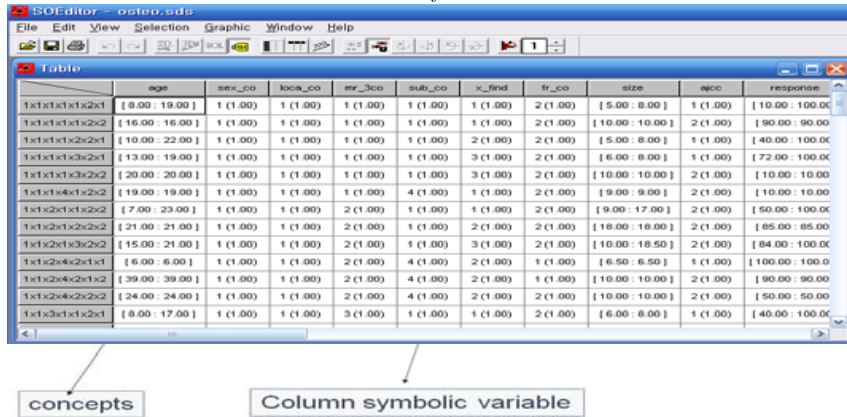 SOEditor - osteo.sds
File Edit View Selection Graphic Window Help
SOL 1
Table
age sex_co loca_co mr_3co sub_co x_find fr_co size ajcc response
1x1x1x1x1x2x1 [ 8.00 : 19.00 ] 1 (1.00) 1 (1.00) 1 (1.00) 1 (1.00) 1 (1.00) 2 (1.00) [ 5.00 : 8.00 ] 1 (1.00) [ 10.00 : 100.00
1x1x1x1x1x2x2 [ 16.00 : 16.00 ] 1 (1.00) 1 (1.00) 1 (1.00) 1 (1.00) 1 (1.00) 2 (1.00) [ 10.00 : 10.00 ] 2 (1.00) [ 90.00 : 90.00
1x1x1x1x2x2x1 [ 10.00 : 22.00 ] 1 (1.00) 1 (1.00) 1 (1.00) 1 (1.00) 2 (1.00) 2 (1.00) [ 5.00 : 8.00 ] 1 (1.00) [ 40.00 : 100.00
1x1x1x1x3x2x1 [ 13.00 : 19.00 ] 1 (1.00) 1 (1.00) 1 (1.00) 1 (1.00) 3 (1.00) 2 (1.00) [ 6.00 : 8.00 ] 1 (1.00) [ 72.00 : 100.00
1x1x1x1x3x2x2 [ 20.00 : 20.00 ] 1 (1.00) 1 (1.00) 1 (1.00) 1 (1.00) 3 (1.00) 2 (1.00) [ 10.00 : 10.00 ] 2 (1.00) [ 10.00 : 10.00
1x1x1x4x1x2x2 [ 19.00 : 19.00 ] 1 (1.00) 1 (1.00) 1 (1.00) 4 (1.00) 1 (1.00) 2 (1.00) [ 9.00 : 9.00 ] 2 (1.00) [ 10.00 : 10.00
1x1x2x1x1x2x2 [ 7.00 : 23.00 ] 1 (1.00) 1 (1.00) 2 (1.00) 1 (1.00) 1 (1.00) 2 (1.00) [ 9.00 : 17.00 ] 2 (1.00) [ 50.00 : 100.00
1x1x2x1x2x2x2 [ 21.00 : 21.00 ] 1 (1.00) 1 (1.00) 2 (1.00) 1 (1.00) 2 (1.00) 2 (1.00) [ 18.00 : 18.00 ] 2 (1.00) [ 85.00 : 85.00
1x1x2x1x3x2x2 [ 15.00 : 21.00 ] 1 (1.00) 1 (1.00) 2 (1.00) 1 (1.00) 3 (1.00) 2 (1.00) [ 10.00 : 18.50 ] 2 (1.00) [ 84.00 : 100.00
1x1x2x4x2x1x1 [ 6.00 : 6.00 ] 1 (1.00) 1 (1.00) 2 (1.00) 4 (1.00) 2 (1.00) 1 (1.00) [ 6.50 : 6.50 ] 1 (1.00) [ 100.00 : 100.0
1x1x2x4x2x1x2 [ 39.00 : 39.00 ] 1 (1.00) 1 (1.00) 2 (1.00) 4 (1.00) 2 (1.00) 1 (1.00) [ 10.00 : 10.00 ] 2 (1.00) [ 90.00 : 90.00
1x1x2x4x2x2x2 [ 24.00 : 24.00 ] 1 (1.00) 1 (1.00) 2 (1.00) 4 (1.00) 2 (1.00) 2 (1.00) [ 10.00 : 10.00 ] 2 (1.00) [ 50.00 : 50.00
1x1x3x1x1x2x1 [ 8.00 : 17.00 ] 1 (1.00) 1 (1.00) 3 (1.00) 1 (1.00) 1 (1.00) 2 (1.00) [ 6.00 : 8.00 ] 1 (1.00) [ 40.00 : 100.00
concepts Column symbolic variable